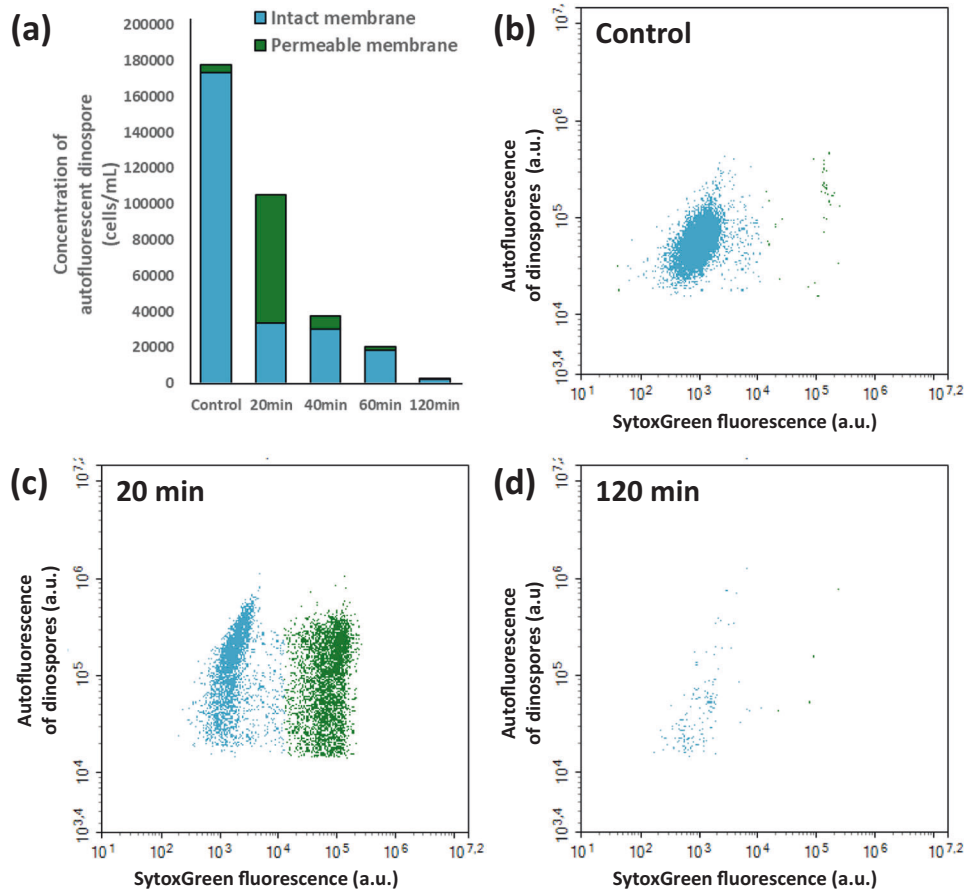 (a)
Intact membrane
Permeable membrane
Concentration of
autofluorescent dinospore
(cells/mL)
200000
180000
160000
140000
120000
100000
80000
60000
40000
20000
0
Control 20min 40min 60min 120min
(b)
Control
Autofluorescence
of dinospores (a.u.)
10^7,2
10^6
10^5
10^4
10^3,4
10^1 10^2 10^3 10^4 10^5 10^6 10^7,2
SytoxGreen fluorescence (a.u.)
(c)
20 min
Autofluorescence
of dinospores (a.u.)
10^7,2
10^6
10^5
10^4
10^3,4
10^1 10^2 10^3 10^4 10^5 10^6 10^7,2
SytoxGreen fluorescence (a.u.)
(d)
120 min
Autofluorescence
of dinospores (a.u)
10^7,2
10^6
10^5
10^4
10^3,4
10^1 10^2 10^3 10^4 10^5 10^6 10^7,2
SytoxGreen fluorescence (a.u.)